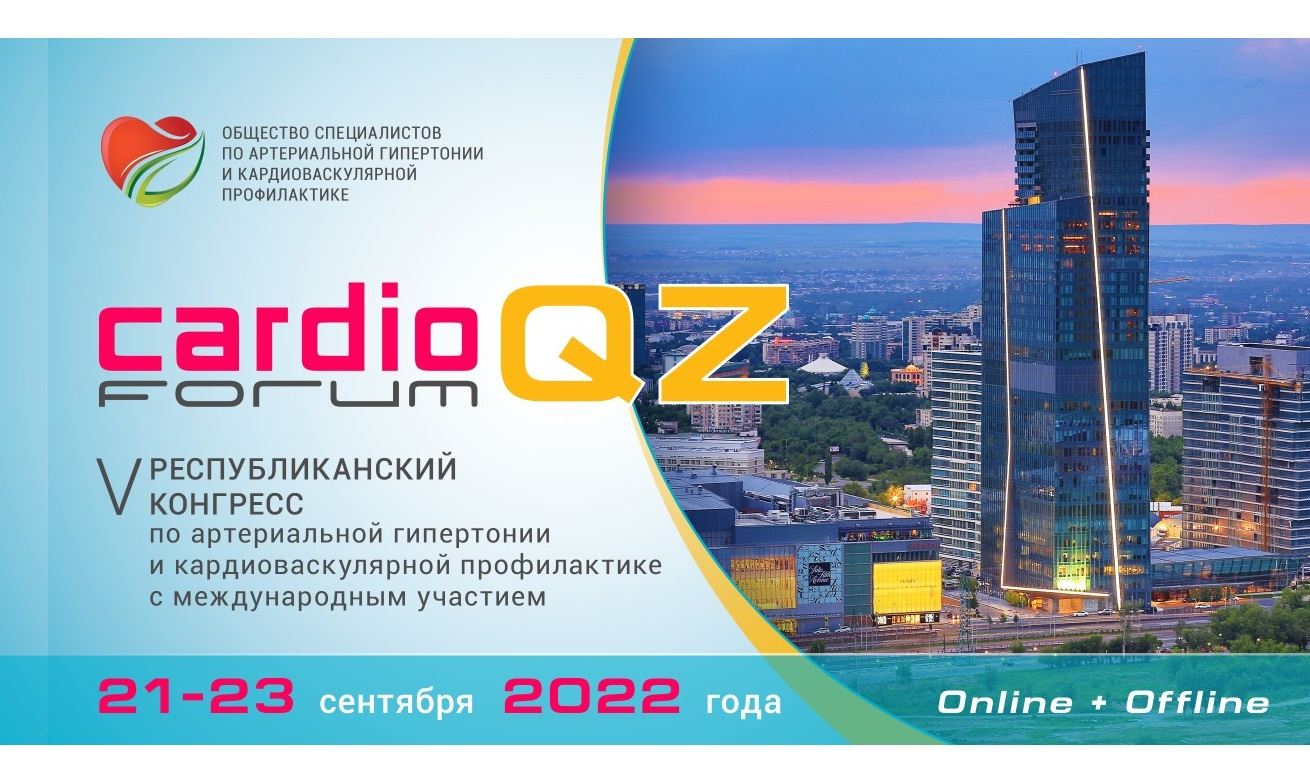 ОБЩЕСТВО СПЕЦИАЛИСТОВ
ПО АРТЕРИАЛЬНОЙ ГИПЕРТОНИИ
И КАРДИОВАСКУЛЯРНОЙ
ПРОФИЛАКТИКЕ
cardio QZ
Forum
V РЕСПУБЛИКАНСКИЙ
КОНГРЕСС
по артериальной гипертонии
и кардиоваскулярной профилактике
с международным участием
21-23 сентября 2022 года
Online + Offline